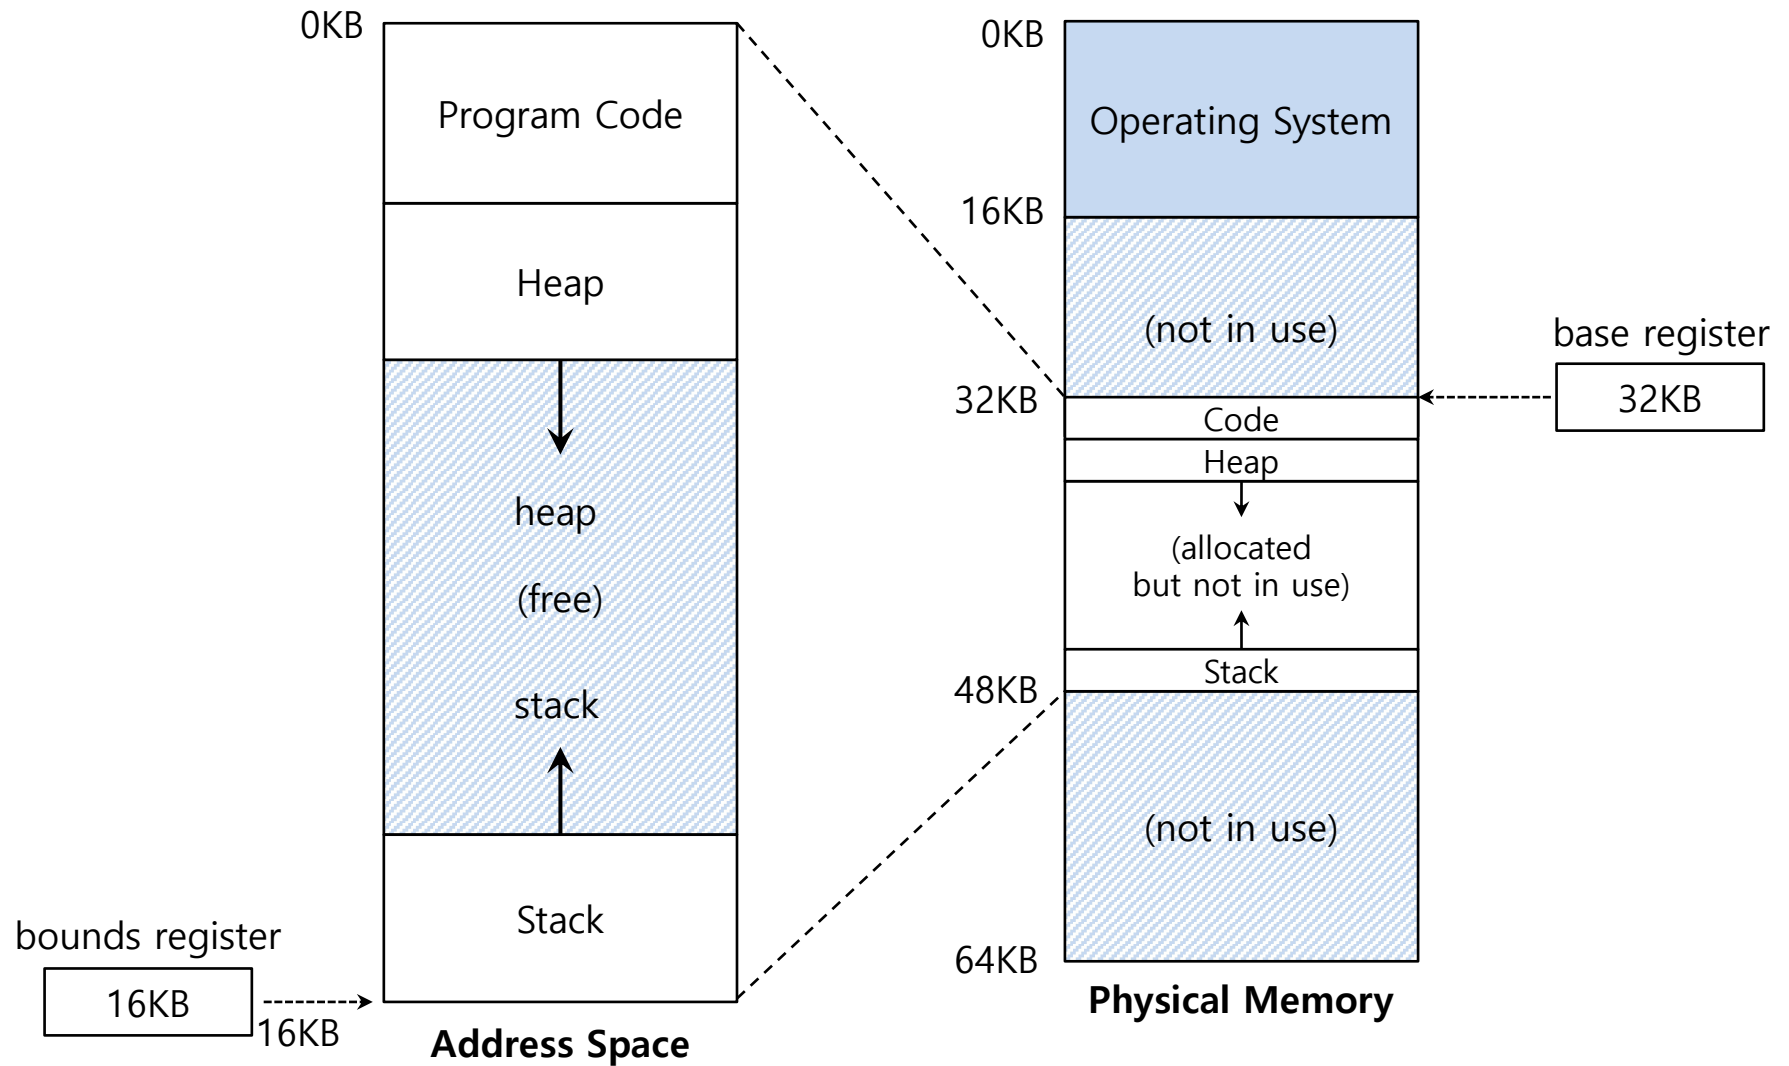 0KB
Program Code
Heap
heap
(free)
stack
Stack
bounds register
16KB
16KB
Address Space
0KB
Operating System
16KB
(not in use)
32KB
Code
Heap
(allocated
but not in use)
Stack
48KB
(not in use)
64KB
Physical Memory
base register
32KB